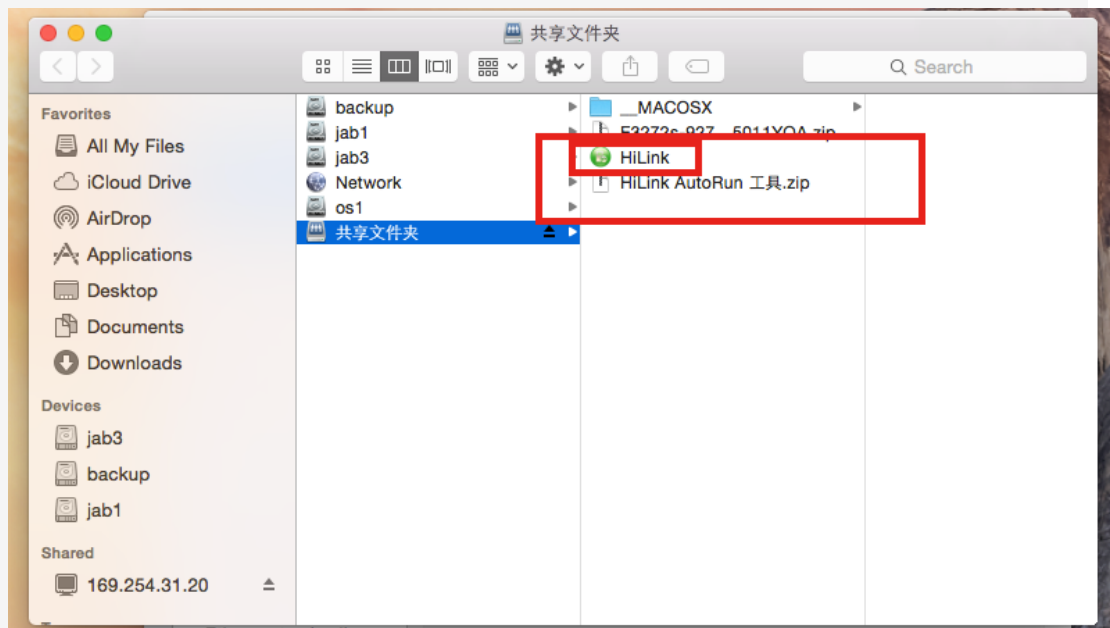 共享文件夹
Search
Favorites
All My Files
iCloud Drive
AirDrop
Applications
Desktop
Documents
Downloads
Devices
jab3
backup
jab1
Shared
169.254.31.20
backup
jab1
jab3
Network
os1
共享文件夹
__MACOSX
HiLink
HiLink AutoRun 工具.zip